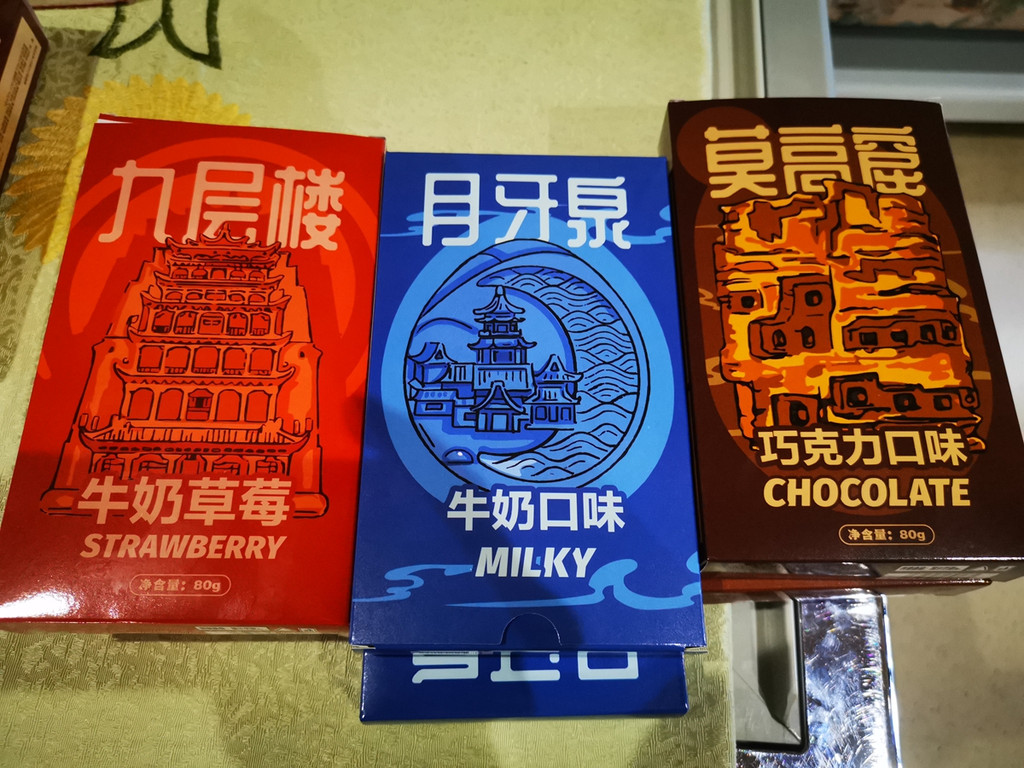 九层楼
牛奶草莓
STRAWBERRY
净含量：80g
月牙泉
牛奶口味
MILKY
莫高窟
巧克力口味
CHOCOLATE
净含量：80g